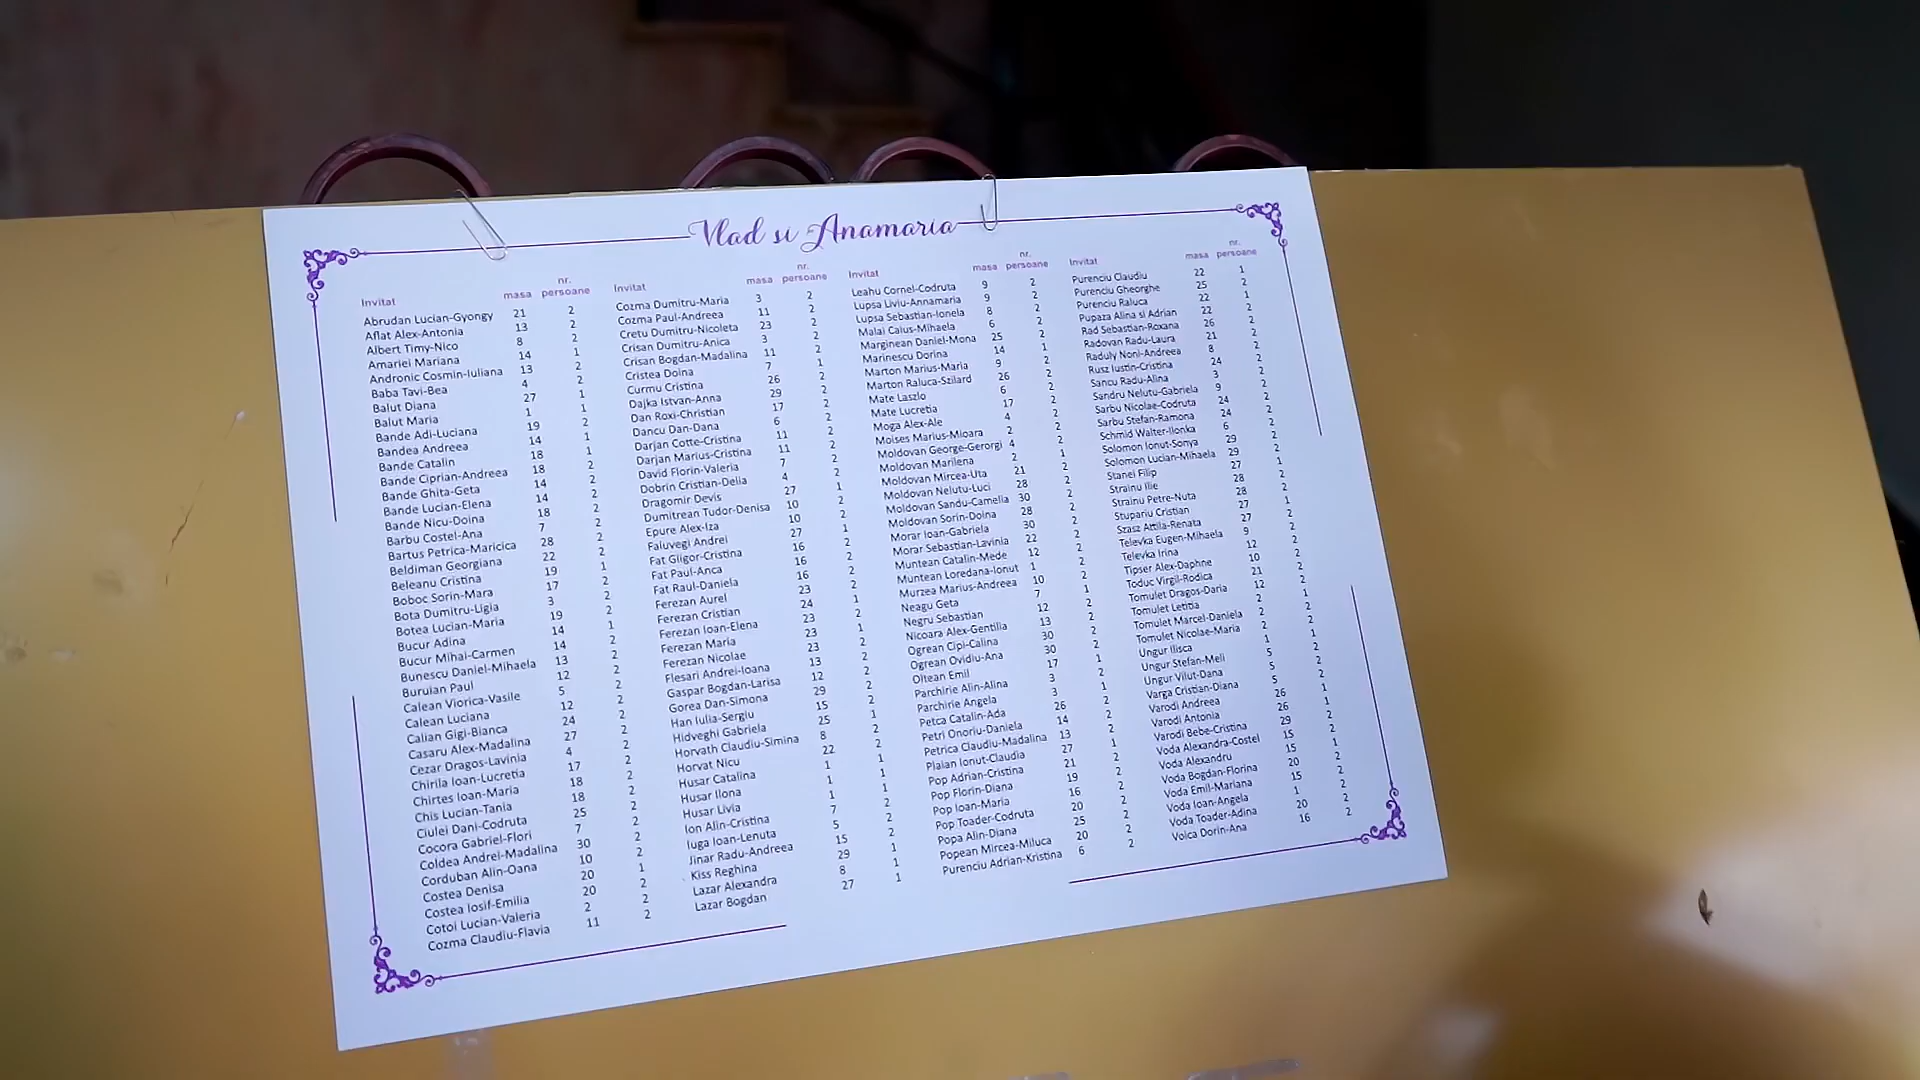 Vlad si Anamaria
Invitat masa nr. persoane
Abrudan Lucian-Gyongy 21 2
Aflat Alex-Antonia 13 2
Albert Timy-Nico 8 2
Amariei Mariana 14 1
Andronic Cosmin-Iuliana 13 2
Baba Tavi-Bea 4 2
Balut Diana 27 1
Balut Maria 1 1
Bande Adi-Luciana 19 2
Bandea Andreea 14 1
Bande Catalin 18 1
Bande Ciprian-Andreea 18 2
Bande Ghita-Geta 14 2
Bande Lucian-Elena 14 2
Bande Nicu-Doina 18 2
Barbu Costel-Ana 7 2
Bartus Petrica-Maricica 28 2
Beldiman Georgiana 22 2
Beleanu Cristina 19 1
Boboc Sorin-Mara 17 2
Bota Dumitru-Ligia 3 2
Botea Lucian-Maria 19 2
Bucur Adina 14 1
Bucur Mihai-Carmen 14 2
Bunescu Daniel-Mihaela 13 2
Buruian Paul 12 2
Calean Viorica-Vasile 5 2
Calean Luciana 12 2
Calian Gigi-Bianca 24 2
Casaru Alex-Madalina 27 2
Cezar Dragos-Lavinia 4 2
Chirila Ioan-Lucretia 17 2
Chirtes Ioan-Maria 18 2
Chis Lucian-Tania 18 2
Ciulei Dani-Codruta 25 2
Cocora Gabriel-Flori 7 2
Coldea Andrei-Madalina 30 2
Corduban Alin-Oana 10 2
Costea Denisa 20 1
Costea Iosif-Emilia 20 2
Cotoi Lucian-Valeria 2 2
Cozma Claudiu-Flavia 11 2
Invitat masa nr. persoane
Cozma Dumitru-Maria 3 2
Cozma Paul-Andreea 11 2
Cretu Dumitru-Nicoleta 23 2
Crisan Dumitru-Anica 3 2
Crisan Bogdan-Madalina 11 2
Cristea Doina 7 1
Curmu Cristina 26 2
Dajka Istvan-Anna 29 2
Dan Roxi-Christian 17 2
Dancu Dan-Dana 6 2
Darjan Cotte-Cristina 11 2
Darjan Marius-Cristina 11 2
David Florin-Valeria 7 2
Dobrin Cristian-Delia 4 2
Dragomir Devis 27 1
Dumitrean Tudor-Denisa 10 2
Epure Alex-Iza 10 2
Faluvegi Andrei 27 1
Fat Gligor-Cristina 16 2
Fat Paul-Anca 16 2
Fat Raul-Daniela 16 2
Ferezan Aurel 23 2
Ferezan Cristian 24 1
Ferezan Ioan-Elena 23 2
Ferezan Maria 23 1
Ferezan Nicolae 23 2
Flesari Andrei-Ioana 13 2
Gaspar Bogdan-Larisa 12 2
Gorea Dan-Simona 29 2
Han Iulia-Sergiu 15 2
Hidveghi Gabriela 25 1
Horvath Claudiu-Simina 8 2
Horvat Nicu 22 2
Husar Catalina 1 1
Husar Ilona 1 1
Husar Livia 1 1
Ion Alin-Cristina 7 2
Iuga Ioan-Lenuta 5 2
Jinar Radu-Andreea 15 2
Kiss Reghina 29 1
Lazar Alexandra 8 1
Lazar Bogdan 27 1
Invitat masa nr. persoane
Leahu Cornel-Codruta 9 2
Lupsa Liviu-Annamaria 9 2
Lupsa Sebastian-Ionela 8 2
Malai Caius-Mihaela 6 2
Marginean Daniel-Mona 25 2
Marinescu Dorina 14 1
Marton Marius-Maria 9 2
Marton Raluca-Szilard 26 2
Mate Laszlo 6 2
Mate Lucretia 17 2
Moga Alex-Ale 4 2
Moises Marius-Mioara 2 2
Moldovan George-Gerorgi 4 2
Moldovan Marilena 2 1
Moldovan Mircea-Uta 21 2
Moldovan Nelutu-Luci 28 2
Moldovan Sandu-Camelia 30 2
Moldovan Sorin-Doina 28 2
Morar Ioan-Gabriela 30 2
Morar Sebastian-Lavinia 22 2
Muntean Catalin-Mede 12 2
Muntean Loredana-Ionut 1 2
Murzea Marius-Andreea 10 2
Neagu Geta 7 1
Negru Sebastian 12 2
Nicoara Alex-Gentilia 13 2
Ogrean Cipi-Calina 30 2
Ogrean Ovidiu-Ana 30 2
Oltean Emil 17 1
Parchirie Alin-Alina 3 2
Parchirie Angela 3 1
Petca Catalin-Ada 26 2
Petri Onoriu-Daniela 14 2
Petrica Claudiu-Madalina 13 2
Plaian Ionut-Claudia 27 1
Pop Adrian-Cristina 21 2
Pop Florin-Diana 19 2
Pop Ioan-Maria 16 2
Pop Toader-Codruta 20 2
Popa Alin-Diana 25 2
Popean Mircea-Miluca 20 2
Purenciu Adrian-Kristina 6 2
Invitat masa nr. persoane
Purenciu Claudiu 22 1
Purenciu Gheorghe 25 2
Purenciu Raluca 22 1
Pupaza Alina si Adrian 22 2
Rad Sebastian-Roxana 26 2
Radovan Radu-Laura 21 2
Raduly Noni-Andreea 8 2
Rusz Iustin-Cristina 24 2
Sancu Radu-Alina 3 2
Sandru Nelutu-Gabriela 9 2
Sarbu Nicolae-Codruta 24 2
Sarbu Stefan-Ramona 24 2
Schmid Walter-Ilonka 6 2
Solomon Ionut-Sonya 29 2
Solomon Lucian-Mihaela 29 2
Stanei Filip 27 1
Strainu Ilie 28 2
Strainu Petre-Nuta 28 2
Stupariu Cristian 27 1
Szasz Attila-Renata 27 2
Televka Eugen-Mihaela 9 2
Televka Irina 12 2
Tipser Alex-Daphne 10 2
Toduc Virgil-Rodica 21 2
Tomulet Dragos-Daria 12 2
Tomulet Letitia 2 1
Tomulet Marcel-Daniela 2 2
Tomulet Nicolae-Maria 2 2
Ungur Ilisca 1 1
Ungur Stefan-Meli 5 2
Ungur Vilut-Dana 5 2
Varga Cristian-Diana 5 2
Varodi Andreea 26 1
Varodi Antonia 26 1
Varodi Bebe-Cristina 29 2
Voda Alexandra-Costel 15 2
Voda Alexandru 15 1
Voda Bogdan-Florina 20 2
Voda Emil-Mariana 15 2
Voda Ioan-Angela 1 2
Voda Toader-Adina 20 2
Voica Dorin-Ana 16 2